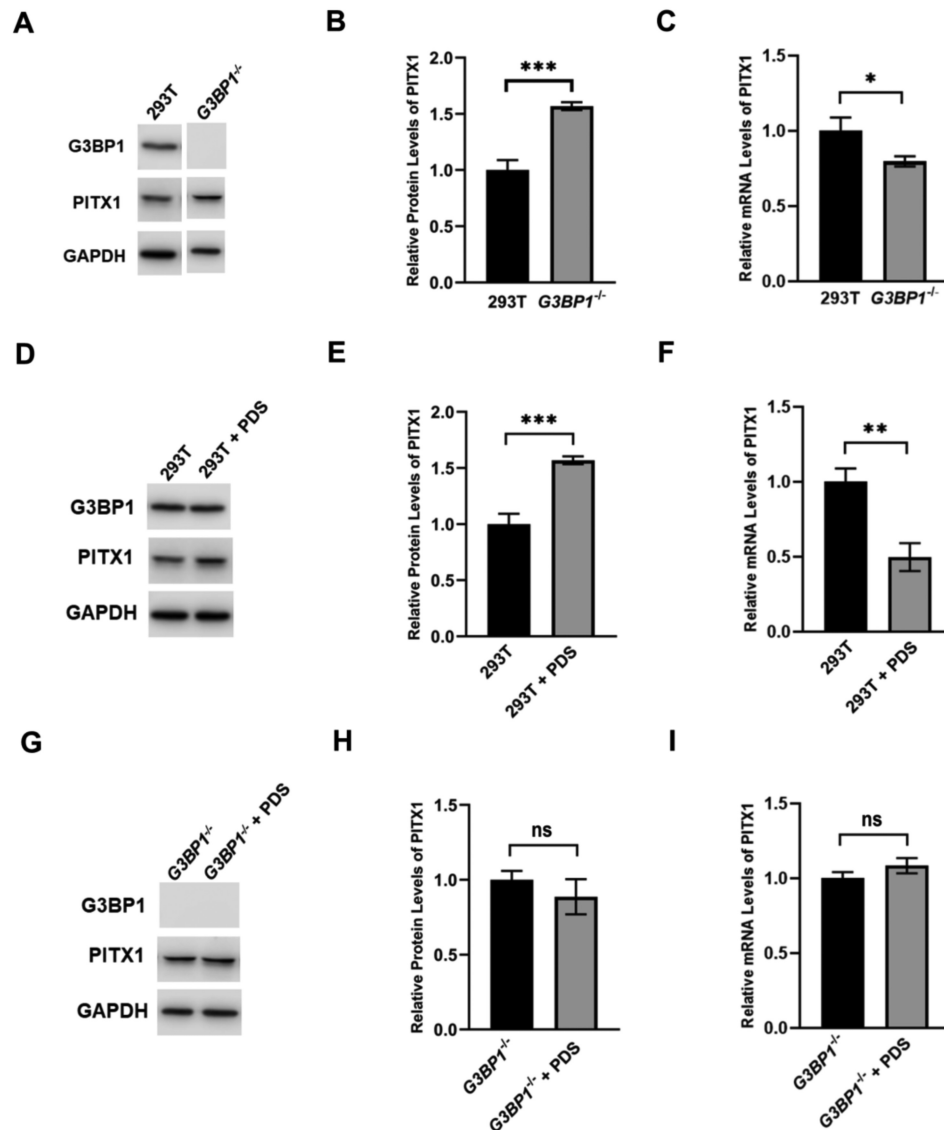 A
293T
G3BP1-/-
G3BP1
PITX1
GAPDH
B
Relative Protein Levels of PITX1
2.0
1.5
1.0
0.5
0.0
***
293T
G3BP1-/-
C
Relative mRNA Levels of PITX1
1.5
1.0
0.5
0.0
*
293T
G3BP1-/-
D
293T
293T + PDS
G3BP1
PITX1
GAPDH
E
Relative Protein Levels of PITX1
2.0
1.5
1.0
0.5
0.0
***
293T
293T + PDS
F
Relative mRNA Levels of PITX1
1.5
1.0
0.5
0.0
**
293T
293T + PDS
G
G3BP1-/-
G3BP1-/- + PDS
G3BP1
PITX1
GAPDH
H
Relative Protein Levels of PITX1
1.5
1.0
0.5
0.0
ns
G3BP1-/-
G3BP1-/- + PDS
I
Relative mRNA Levels of PITX1
1.5
1.0
0.5
0.0
ns
G3BP1-/-
G3BP1-/- + PDS